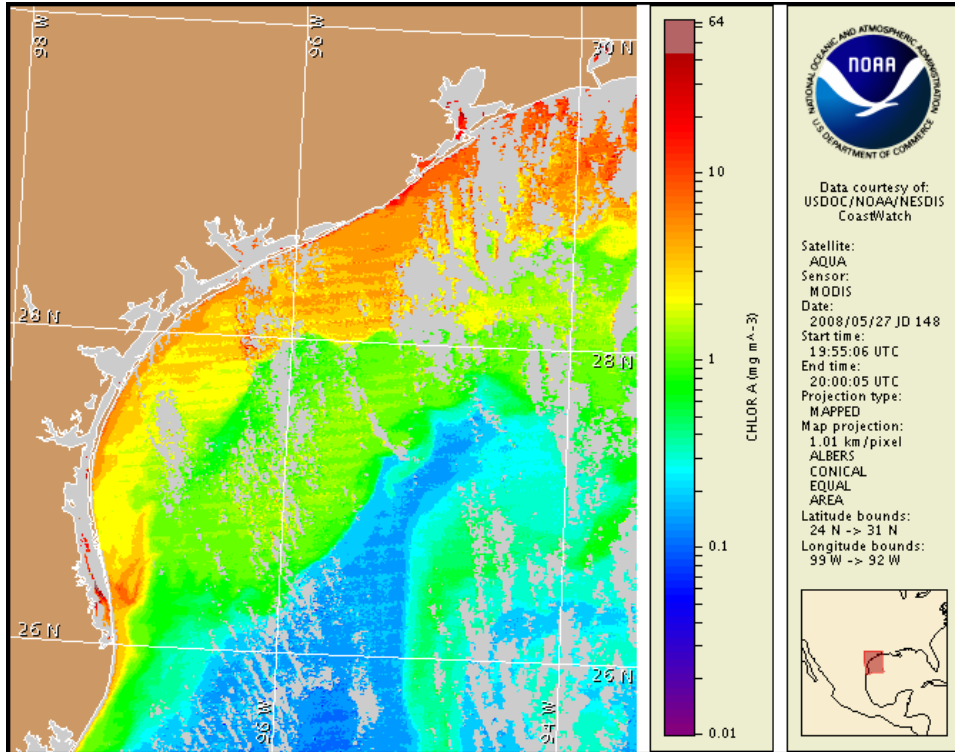 98 W
96 W
30 N
28 N
28 N
26 N
26 N
96 W
94 W
64
10
1
0.1
0.01
CHLOR A (mg m^-3)
NATIONAL OCEANIC AND ATMOSPHERIC ADMINISTRATION
NOAA
U.S. DEPARTMENT OF COMMERCE
Data courtesy of:
USDOC/NOAA/NESDIS
CoastWatch
Satellite:
AQUA
Sensor:
MODIS
Date:
2008/05/27 JD 148
Start time:
19:55:06 UTC
End time:
20:00:05 UTC
Projection type:
MAPPED
Map projection:
1.01 km/pixel
ALBERS
CONICAL
EQUAL
AREA
Latitude bounds:
24 N -> 31 N
Longitude bounds:
99 W -> 92 W